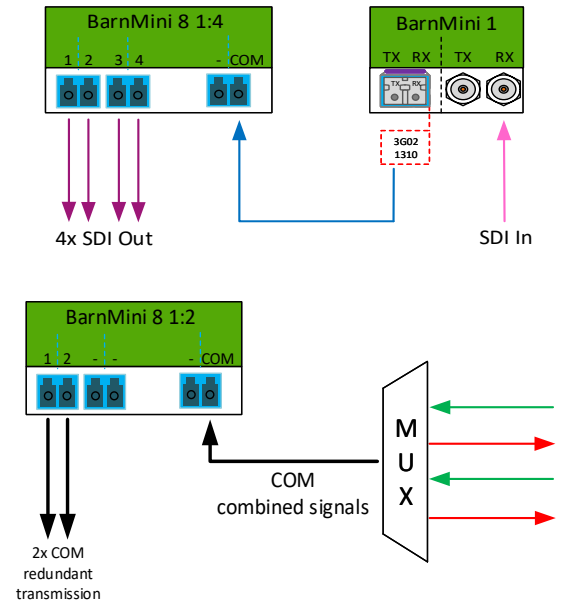 BarnMini 8 1:4
1 2 3 4 - COM
BarnMini 1
TX RX TX RX
TX RX
3G02
1310
4x SDI Out
SDI In
BarnMini 8 1:2
1 2 - - - COM
MUX
COM
combined signals
2x COM
redundant
transmission